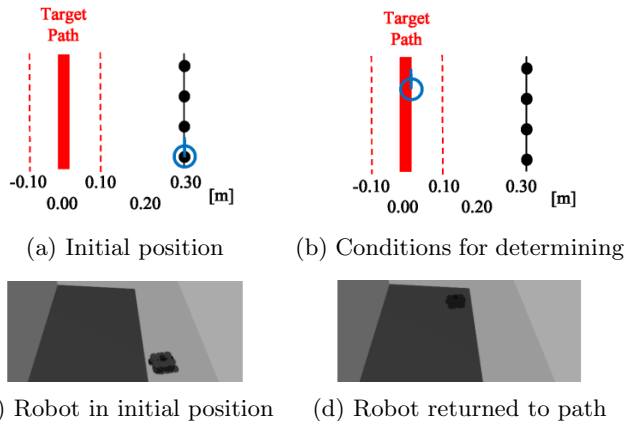 Target
Path
-0.10
0.10
0.30
[m]
0.00
0.20
(a) Initial position
Target
Path
-0.10
0.10
0.30
[m]
0.00
0.20
(b) Conditions for determining
) Robot in initial position
(d) Robot returned to path